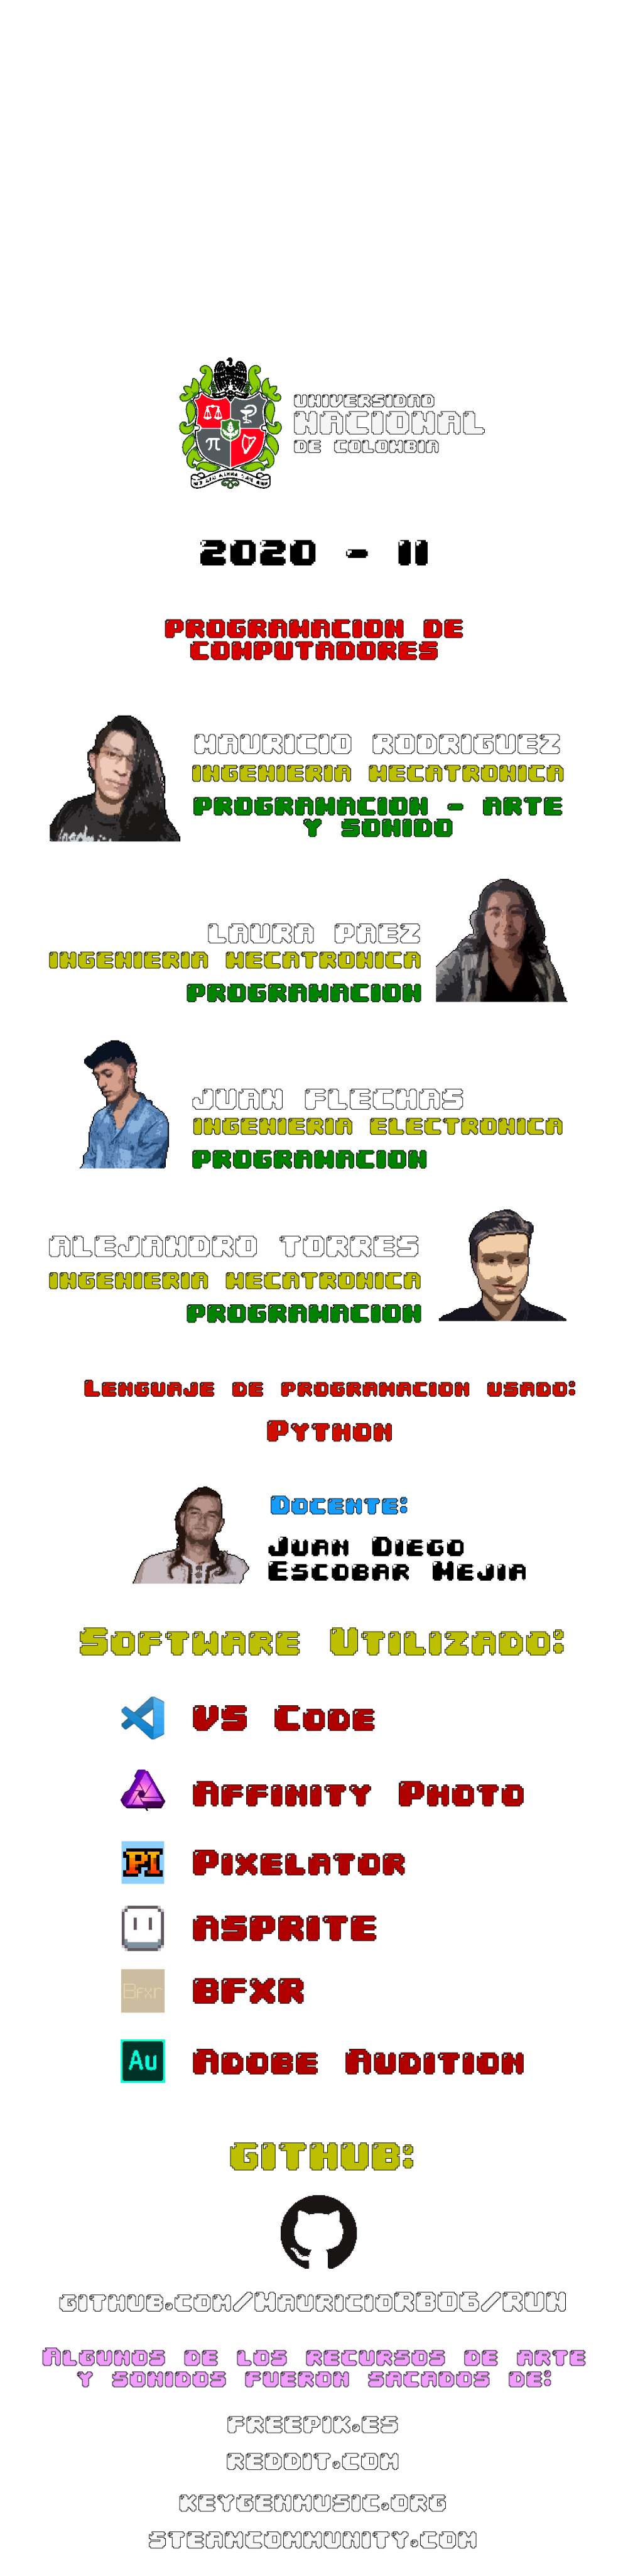 UNIVERSIDAD
NACIONAL
DE COLOMBIA
2020 - II
PROGRAMACION DE
COMPUTADORES
MAURICIO RODRIGUEZ
INGENIERIA MECATRONICA
PROGRAMACION - ARTE
Y SONIDO
LAURA PAEZ
INGENIERIA MECATRONICA
PROGRAMACION
JUAN FLECHAS
INGENIERIA ELECTRONICA
PROGRAMACION
ALEJANDRO TORRES
INGENIERIA MECATRONICA
PROGRAMACION
Lenguaje de programacion usado:
Python
Docente:
Juan Diego
Escobar Mejia
Software Utilizado:
VS Code
Affinity Photo
PI Pixelator
ASPRITE
Bfxr BFXR
Au Adobe Audition
GITHUB:
github.com/MauricioRB06/RUN
Algunos de los recursos de arte
y sonidos fueron sacados de:
freepik.es
reddit.com
keygenmusic.org
steamcommunity.com